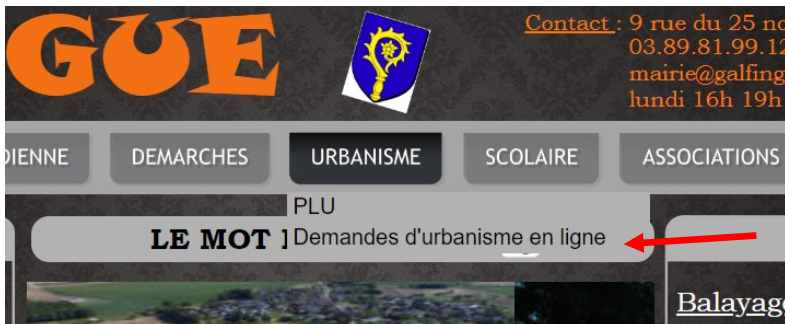 GUE
Contact : 9 rue du 25 no
03.89.81.99.12
mairie@galfing
lundi 16h 19h
DIENNE DEMARCHES URBANISME SCOLAIRE ASSOCIATIONS
PLU
LE MOT
Demandes d'urbanisme en ligne
Balayage